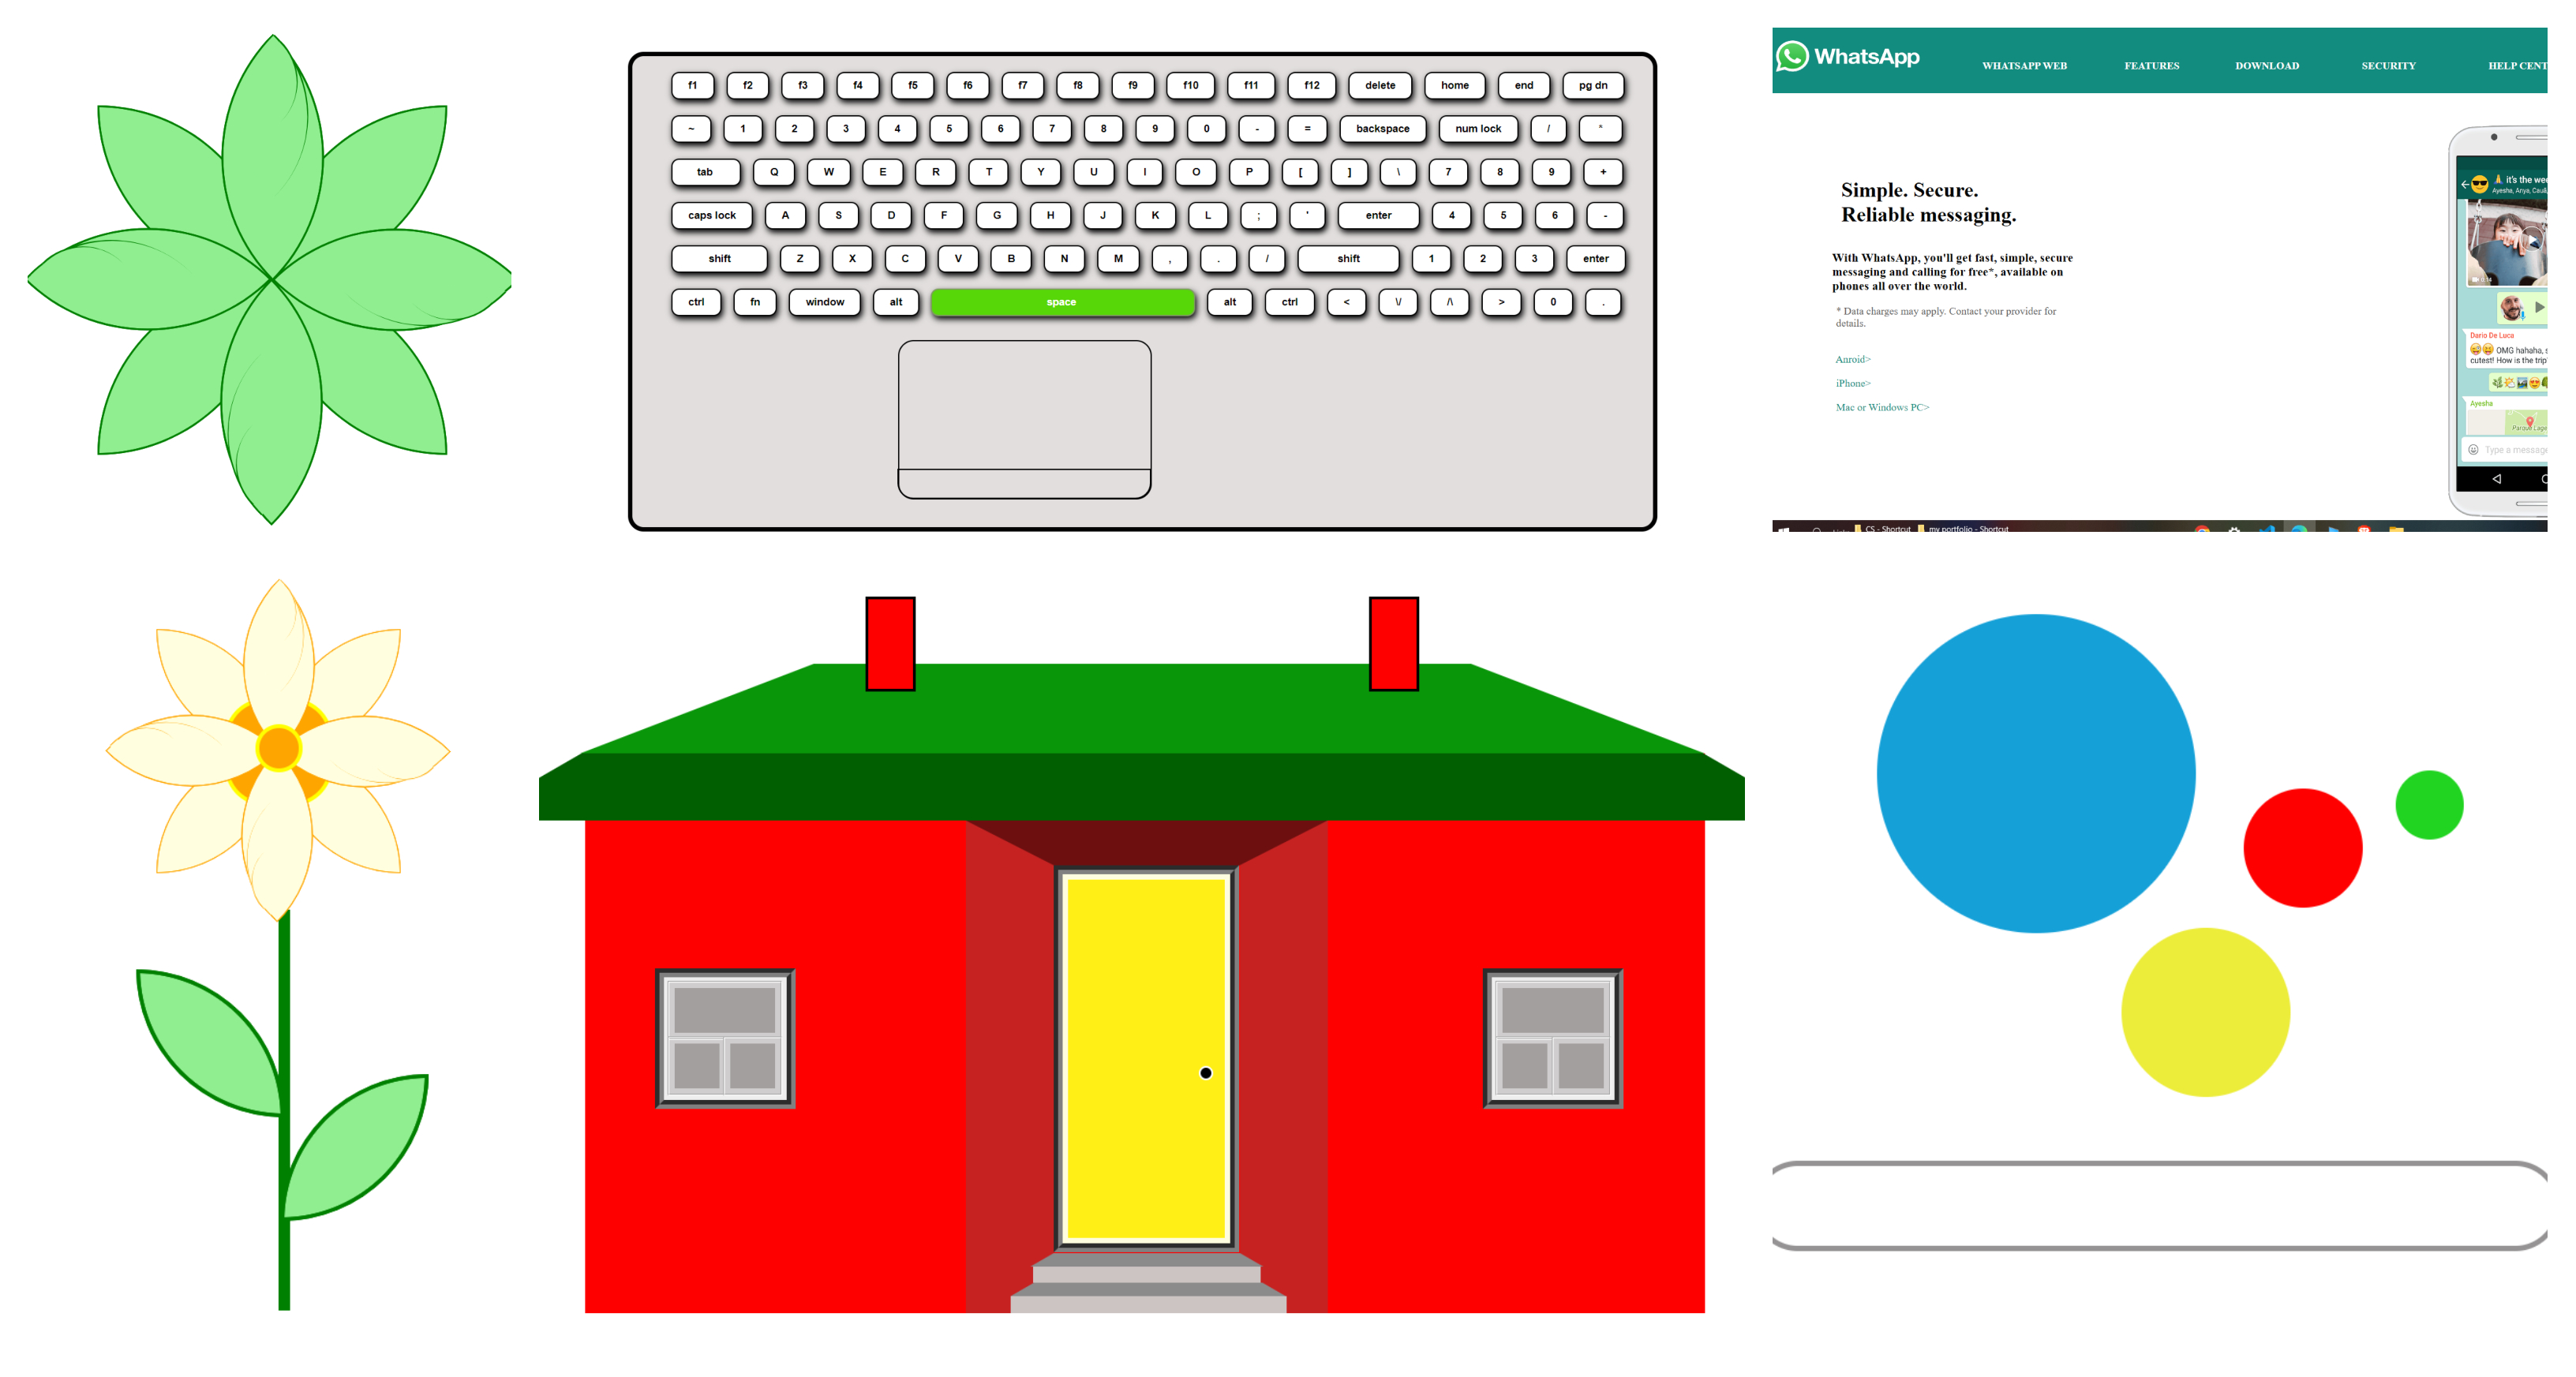 f1 f2 f3 f4 f5 f6 f7 f8 f9 f10 f11 f12 delete home end pg dn
~ 1 2 3 4 5 6 7 8 9 0 - = backspace num lock / *
tab Q W E R T Y U I O P [ ] \ 7 8 9 +
caps lock A S D F G H J K L ; ' enter 4 5 6 -
shift Z X C V B N M , . / shift 1 2 3 enter
ctrl fn window alt space alt ctrl < \/ /\ > 0 .
WhatsApp
WHATSAPP WEB FEATURES DOWNLOAD SECURITY HELP CENT
Simple. Secure.
Reliable messaging.
With WhatsApp, you'll get fast, simple, secure
messaging and calling for free*, available on
phones all over the world.
* Data charges may apply. Contact your provider for
details.
Anroid>
iPhone>
Mac or Windows PC>
it's the wee
Ayesha, Anya, Cauã
Dario De Luca
OMG hahaha, s
cutest! How is the trip
Ayesha
Parque Lage
Type a message
CS - Shortcut my portfolio - Shortcut